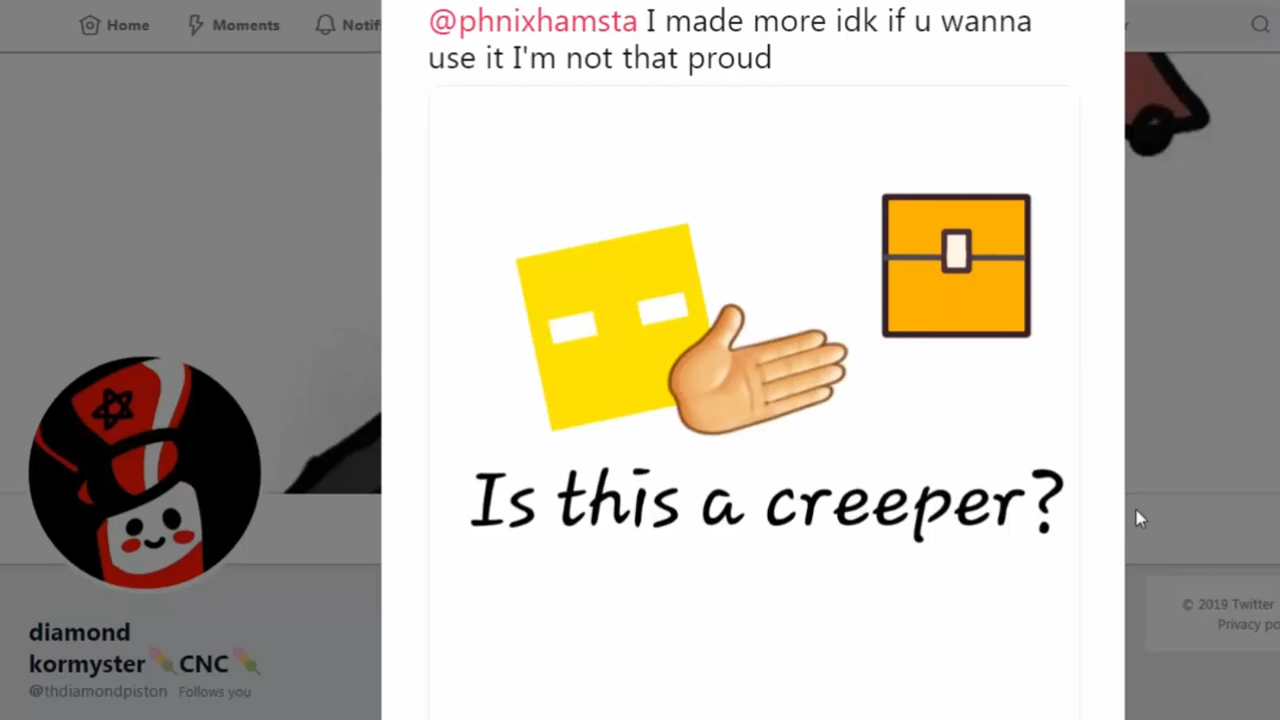 Home
Moments
Notif
@phnixhamsta I made more idk if u wanna
use it I'm not that proud
Is this a creeper?
diamond
kormyster CNC
@thdiamondpiston Follows you
© 2019 Twitter
Privacy po